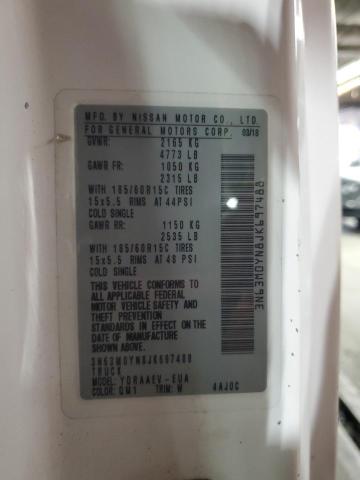 MFD. BY NISSAN MOTOR CO., LTD.
FOR GENERAL MOTORS CORP. 03/18
GVWR: 2165 KG
4773 LB
GAWR FR: 1050 KG
2315 LB
WITH 185/60R15C TIRES
15x5.5 RIMS AT 44PSI
COLD SINGLE
GAWR RR: 1150 KG
2535 LB
WITH 185/60R15C TIRES
15x5.5 RIMS AT 48 PSI
COLD SINGLE
THIS VEHICLE CONFORMS TO
ALL APPLICABLE FEDERAL
MOTOR VEHICLE SAFETY AND
THEFT PREVENTION
STANDARDS IN EFFECT ON
THE DATE OF MANUFACTURE
SHOWN ABOVE.
3N63M0YN8JK697488
TRUCK
MODEL: YDRAAEV-EUA
COLOR: QM1 TRIM: W 4AJ0C
3N63M0YN8JK697488